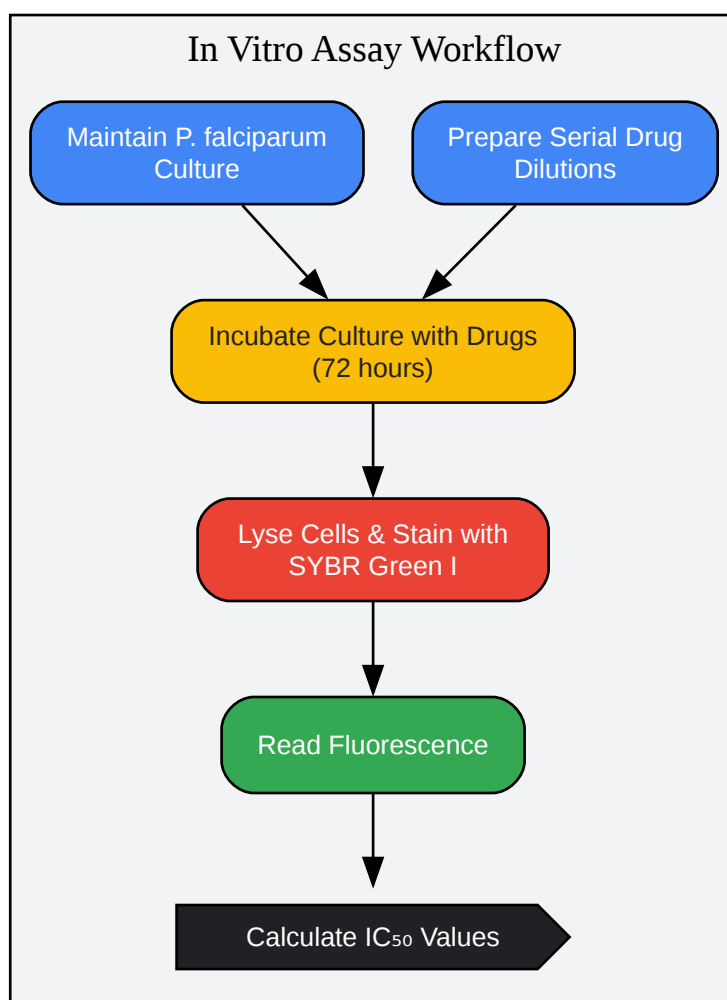 In Vitro Assay Workflow
Maintain P. falciparum
Culture
Prepare Serial Drug
Dilutions
Incubate Culture with Drugs
(72 hours)
Lyse Cells & Stain with
SYBR Green I
Read Fluorescence
Calculate IC₅₀ Values